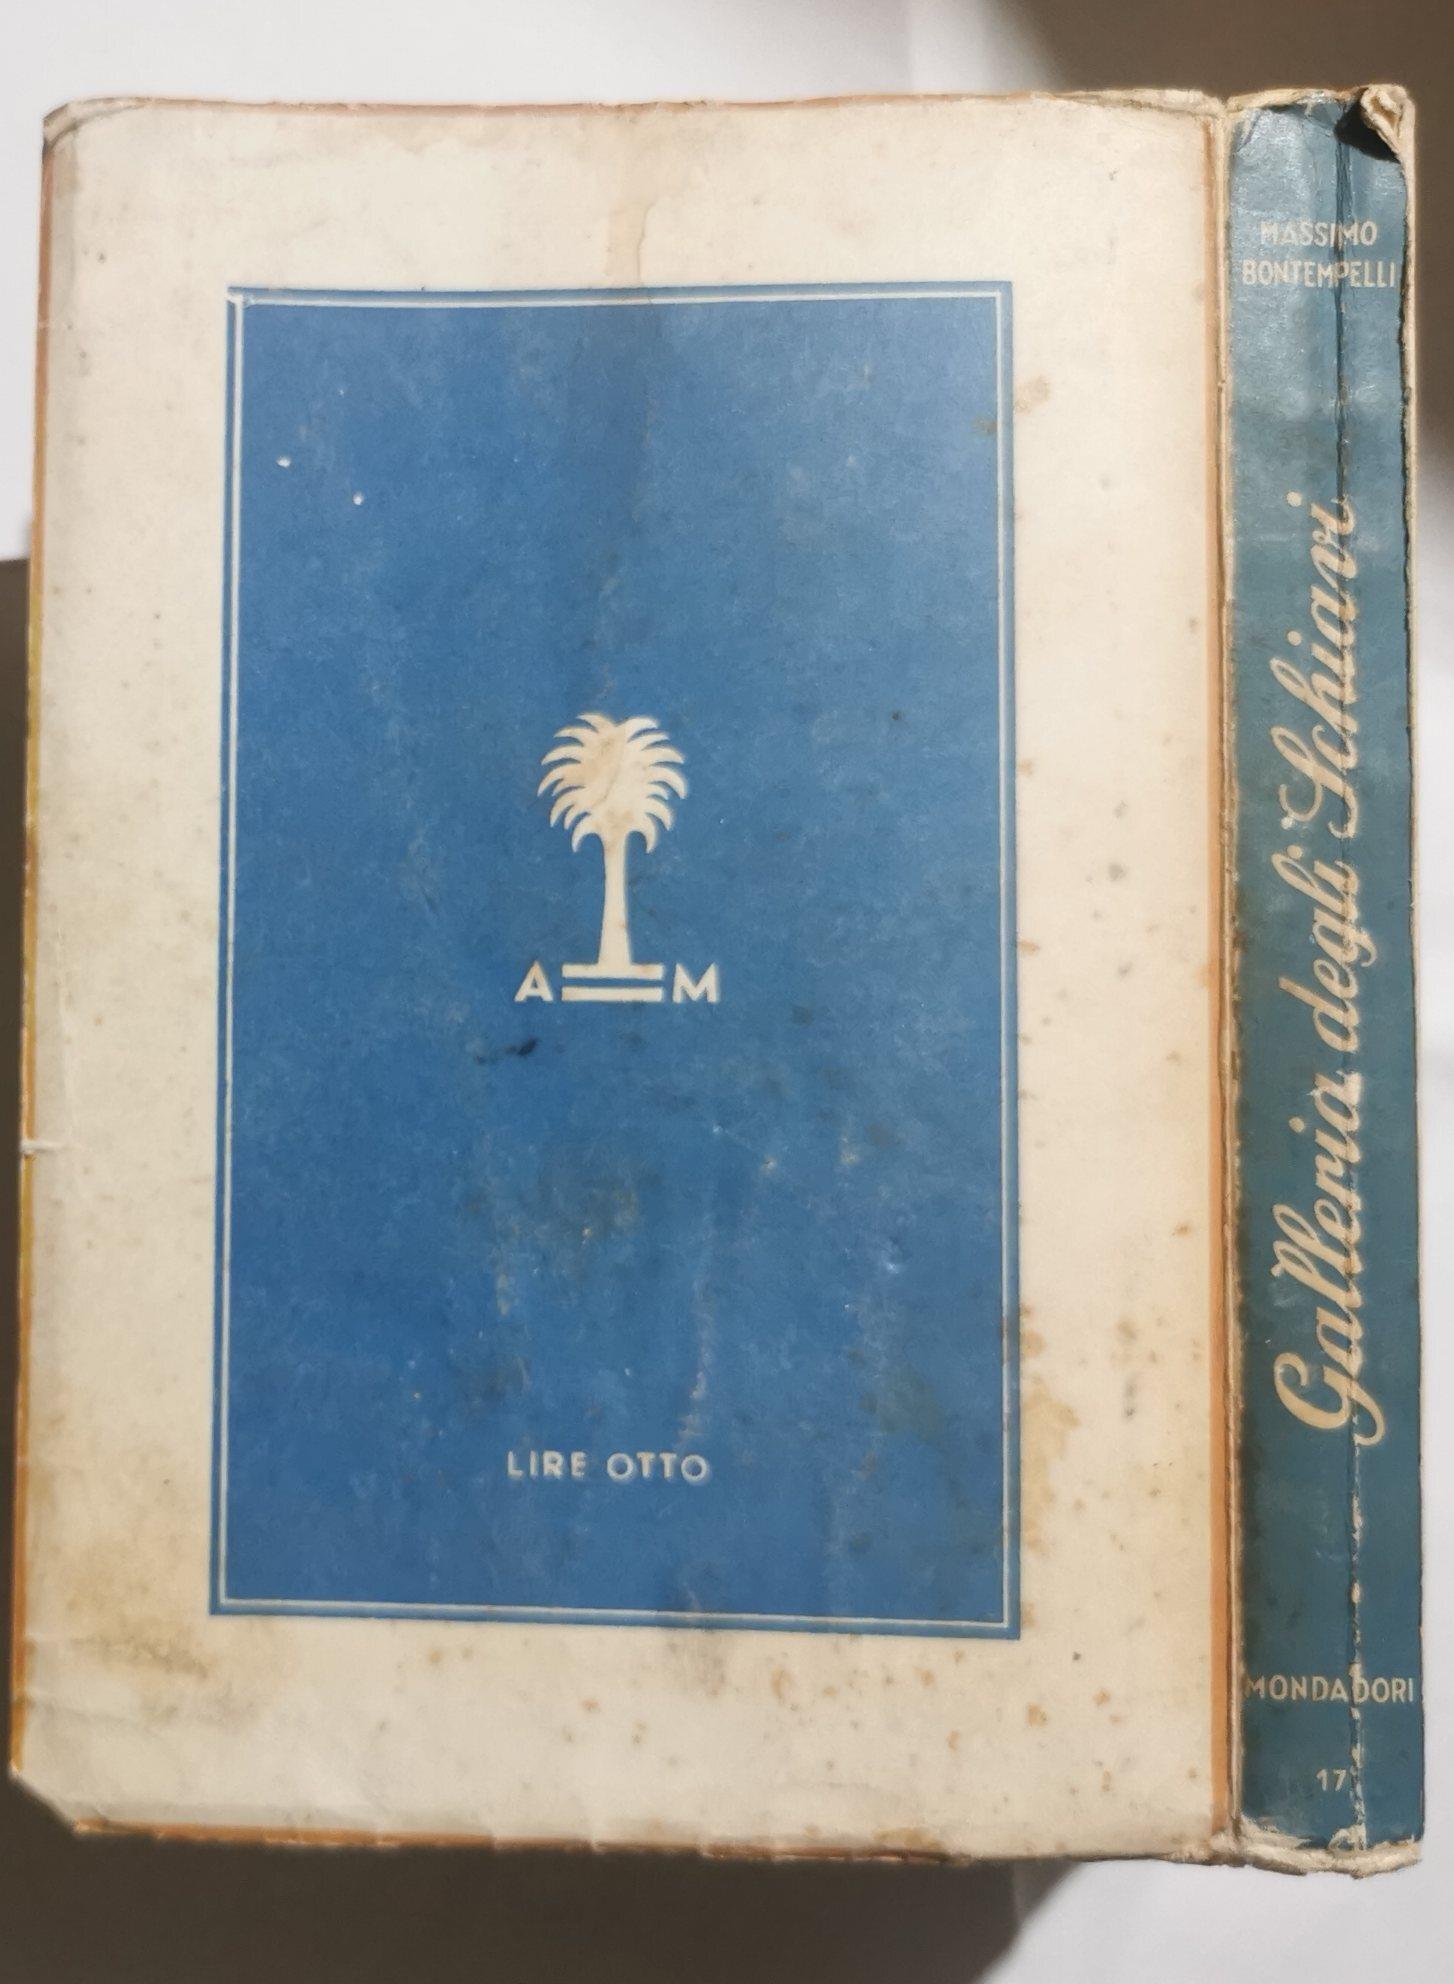 A M
LIRE OTTO
MASSIMO
BONTEMPELLI
Galleria degli Schiavi
MONDADORI
17